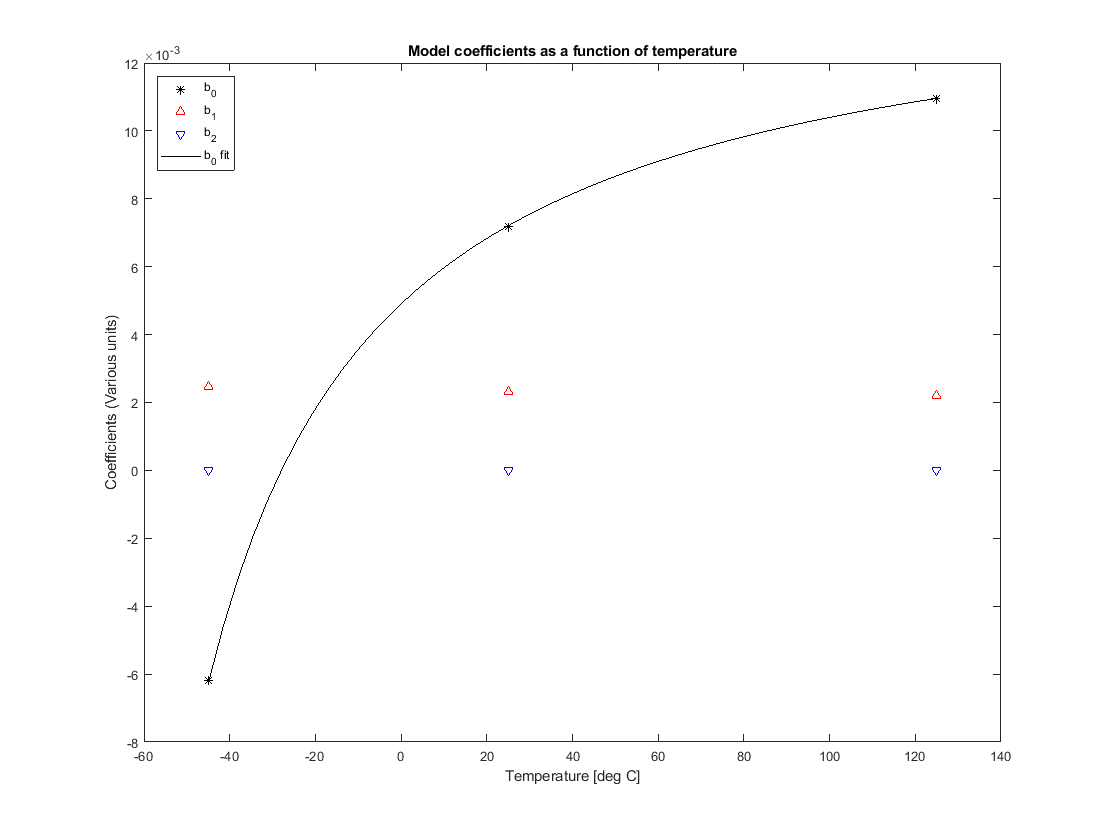 Model coefficients as a function of temperature
×10-3
12
10
8
6
4
2
0
-2
-4
-6
-8
b0
b1
b2
b0 fit
Coefficients (Various units)
-60 -40 -20 0 20 40 60 80 100 120 140
Temperature [deg C]